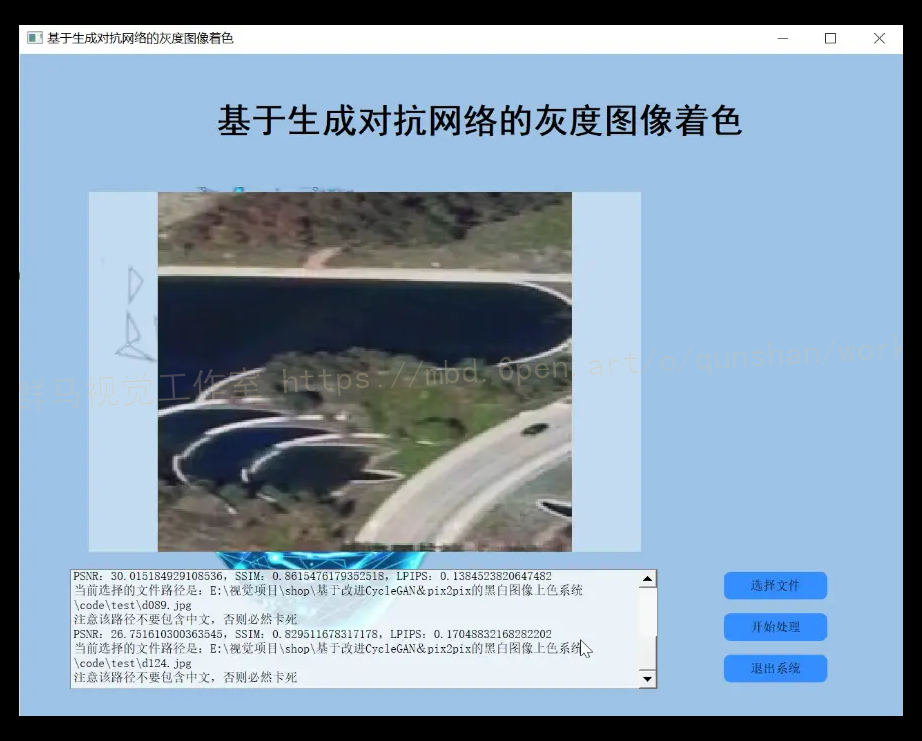 基于生成对抗网络的灰度图像着色
基于生成对抗网络的灰度图像着色
视觉工作室 https://mbd.6pen.art/o/qunshan/work
PSNR: 30.015184929108536, SSIM: 0.8615476179352518, LPIPS: 0.1384523820647482
当前选择的文件路径是: E:\视觉项目\shop\基于改进CycleGAN&pix2pix的黑白图像上色系统
\code\test\d089.jpg
注意该路径不要包含中文, 否则必然卡死
PSNR: 26.751610300363545, SSIM: 0.829511678317178, LPIPS: 0.17048832168282202
当前选择的文件路径是: E:\视觉项目\shop\基于改进CycleGAN&pix2pix的黑白图像上色系统
\code\test\d124.jpg
注意该路径不要包含中文, 否则必然卡死
选择文件
开始处理
退出系统